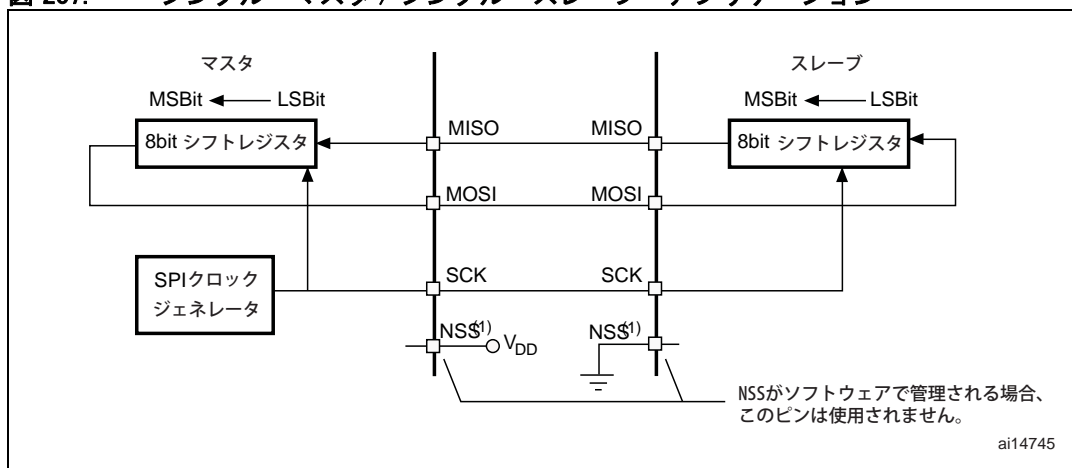 マスタ
スレーブ
MSBit LSBit
MSBit LSBit
8bit シフトレジスタ
MISO
MISO
8bit シフトレジスタ
MOSI
MOSI
SPIクロック
ジェネレータ
SCK
SCK
NSS(1)
VDD
NSS(1)
NSSがソフトウェアで管理される場合、
このピンは使用されません。
ai14745